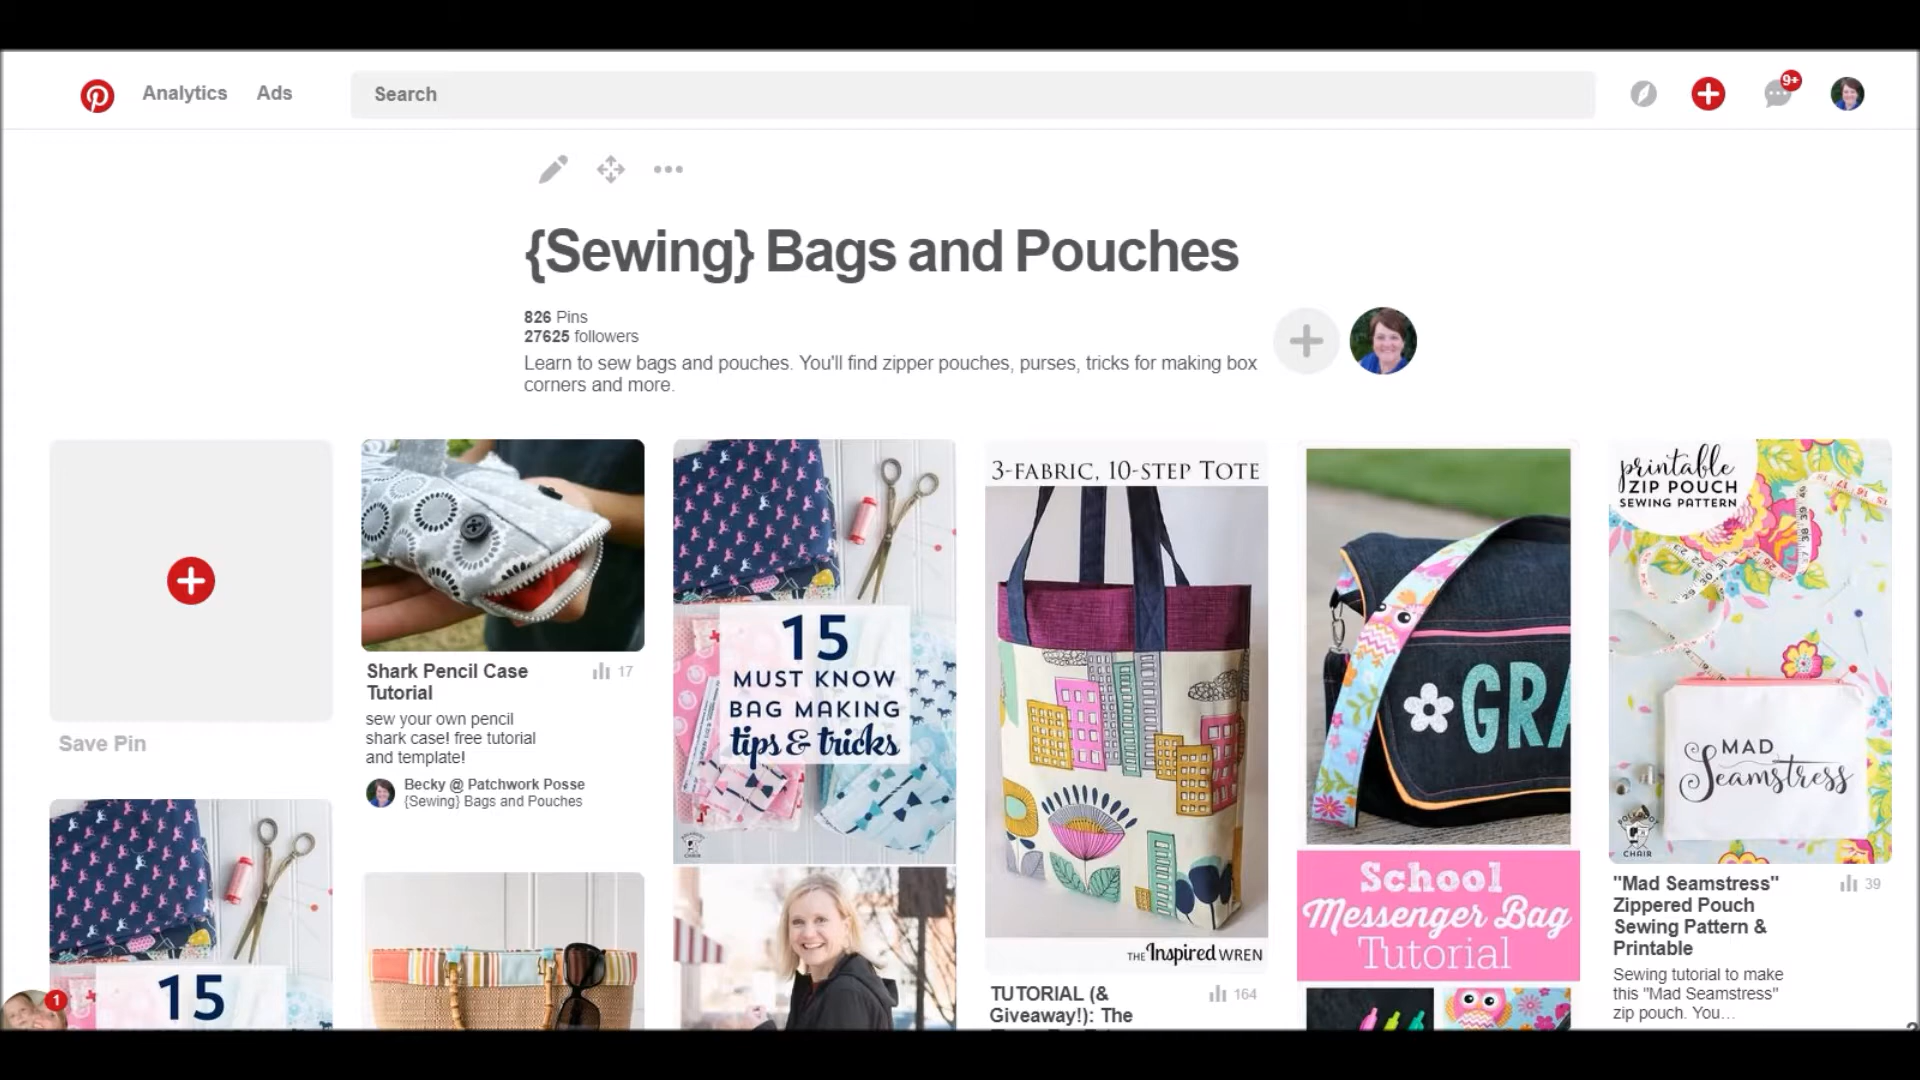 Analytics
Ads
Search
9+
{Sewing} Bags and Pouches
826 Pins
27625 followers
Learn to sew bags and pouches. You'll find zipper pouches, purses, tricks for making box
corners and more.
Save Pin
15
1
Shark Pencil Case
Tutorial
17
sew your own pencil
shark case! free tutorial
and template!
Becky @ Patchwork Posse
{Sewing} Bags and Pouches
15
MUST KNOW
BAG MAKING
tips & tricks
3-FABRIC, 10-STEP TOTE
THE Inspired WREN
TUTORIAL (&
Giveaway!): The
164
GRA
School
Messenger Bag
Tutorial
printable
ZIP POUCH
SEWING PATTERN
MAD
Seamstress
POLKADOT
CHAIR
"Mad Seamstress"
Zippered Pouch
Sewing Pattern &
Printable
39
Sewing tutorial to make
this "Mad Seamstress"
zip pouch. You...